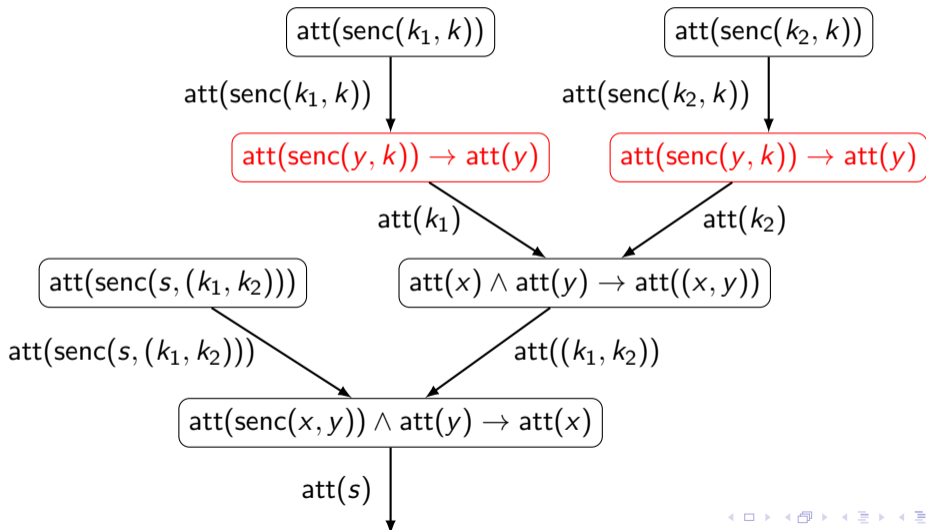 att(senc(k₁, k)) att(senc(k₂, k))
att(senc(k₁, k)) att(senc(k₂, k))
att(senc(y, k)) → att(y) att(senc(y, k)) → att(y)
att(k₁) att(k₂)
att(senc(s, (k₁, k₂))) att(x) ∧ att(y) → att((x, y))
att(senc(s, (k₁, k₂))) att((k₁, k₂))
att(senc(x, y)) ∧ att(y) → att(x)
att(s)